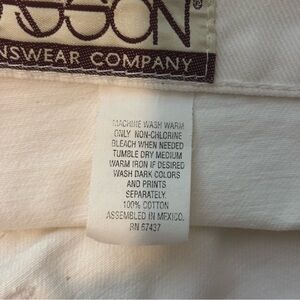 NSWEAR COMPANY
MACHINE WASH WARM
ONLY NON-CHLORINE
BLEACH WHEN NEEDED
TUMBLE DRY MEDIUM
WARM IRON IF DESIRED
WASH DARK COLORS
AND PRINTS
SEPARATELY.
100% COTTON
ASSEMBLED IN MEXICO.
RN 67437